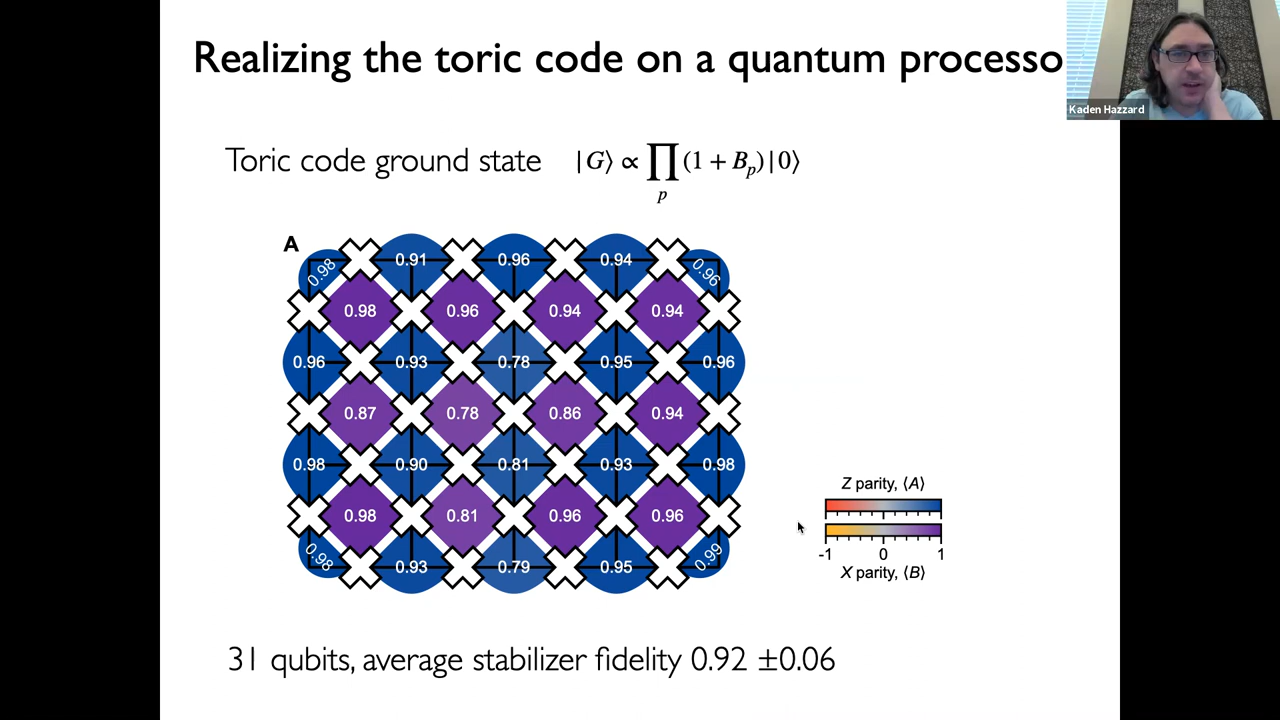 Realizing the toric code on a quantum processo
Kaden Hazzard
Toric code ground state |G⟩ ∝ ∏ (1 + Bₚ)|0⟩
p
A
0.98 0.91 0.96 0.94 0.96
0.98 0.96 0.94 0.94
0.96 0.93 0.78 0.95 0.96
0.87 0.78 0.86 0.94
0.98 0.90 0.81 0.93 0.98
0.98 0.81 0.96 0.96
0.98 0.93 0.79 0.95 0.99
Z parity, ⟨A⟩
-1 0 1
X parity, ⟨B⟩
31 qubits, average stabilizer fidelity 0.92 ±0.06